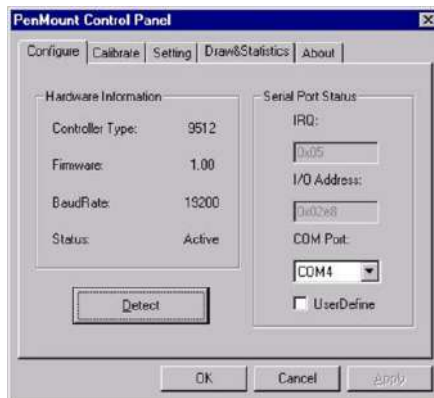 PenMount Control Panel
Configure Calibrate Setting Draw&Statistics About
Hardware Information
Controller Type: 9512
Firmware: 1.00
BaudRate: 19200
Status: Active
Detect
Serial Port Status
IRQ:
0x05
I/O Address:
0x02e8
COM Port:
COM4
UserDefine
OK Cancel Apply